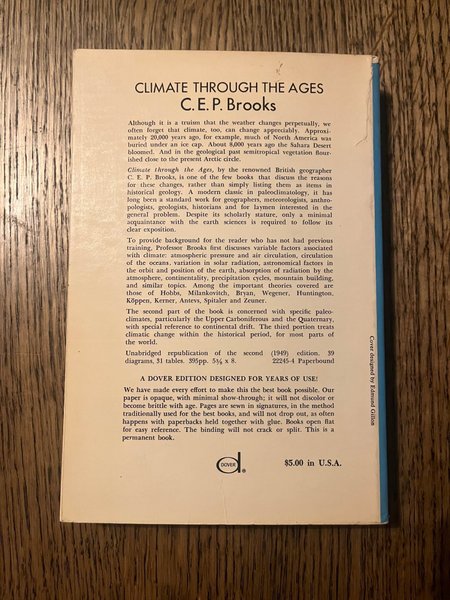 CLIMATE THROUGH THE AGES
C. E. P. Brooks
Although it is a truism that the weather changes perpetually, we
often forget that climate, too, can change appreciably. Approxi-
mately 20,000 years ago, for example, much of North America was
buried under an ice cap. About 8,000 years ago the Sahara Desert
bloomed. And in the geological past semitropical vegetation flour-
ished close to the present Arctic circle.
Climate through the Ages, by the renowned British geographer
C. E. P. Brooks, is one of the few books that discuss the reasons
for these changes, rather than simply listing them as items in
historical geology. A modern classic in paleoclimatology, it has
long been a standard work for geographers, meteorologists, anthro-
pologists, geologists, historians and for laymen interested in the
general problem. Despite its scholarly stature, only a minimal
acquaintance with the earth sciences is required to follow its
clear exposition.
To provide background for the reader who has not had previous
training, Professor Brooks first discusses variable factors associated
with climate: atmospheric pressure and air circulation, circulation
of the oceans, variation in solar radiation, astronomical factors in
the orbit and position of the earth, absorption of radiation by the
atmosphere, continentality, precipitation cycles, mountain building,
and similar topics. Among the important theories covered are
those of Hobbs, Milankovitch, Bryan, Wegener, Huntington,
Köppen, Kerner, Antevs, Spitaler and Zeuner.
The second part of the book is concerned with specific paleo-
climates, particularly the Upper Carboniferous and the Quaternary,
with special reference to continental drift. The third portion treats
climatic change within the historical period, for most parts of
the world.
Unabridged republication of the second (1949) edition. 39
diagrams, 31 tables. 395pp. 5⅜ x 8. 22245-4 Paperbound
A DOVER EDITION DESIGNED FOR YEARS OF USE!
We have made every effort to make this the best book possible. Our
paper is opaque, with minimal show-through; it will not discolor or
become brittle with age. Pages are sewn in signatures, in the method
traditionally used for the best books, and will not drop out, as often
happens with paperbacks held together with glue. Books open flat
for easy reference. The binding will not crack or split. This is a
permanent book.
DOVER ®
$5.00 in U.S.A.
Cover designed by Edmund Gillon